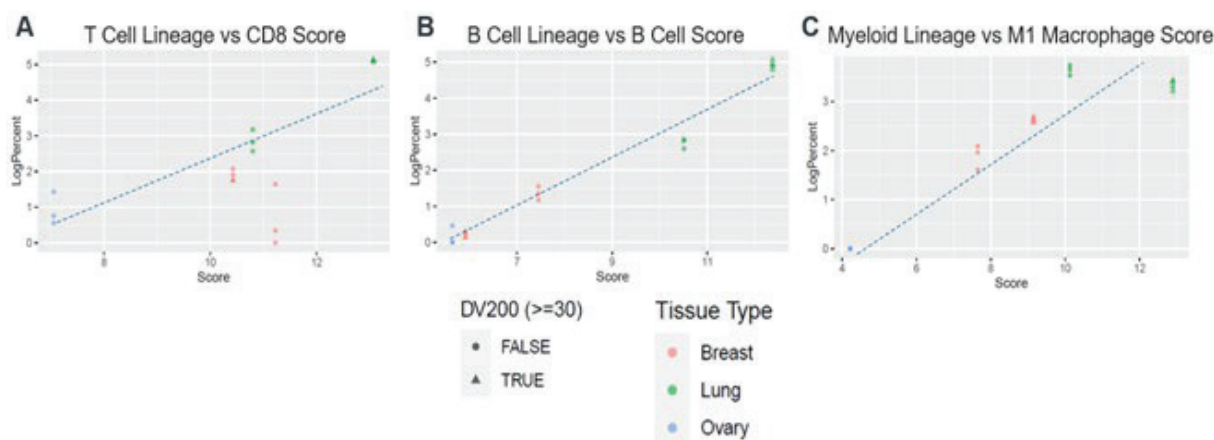 A
T Cell Lineage vs CD8 Score
LogPercent
5
4
3
2
1
0
8
10
12
Score
B
B Cell Lineage vs B Cell Score
LogPercent
5
4
3
2
1
0
7
9
11
Score
C
Myeloid Lineage vs M1 Macrophage Score
LogPercent
3
2
1
0
4
6
8
10
12
Score
DV200 (>=30)
FALSE
TRUE
Tissue Type
Breast
Lung
Ovary